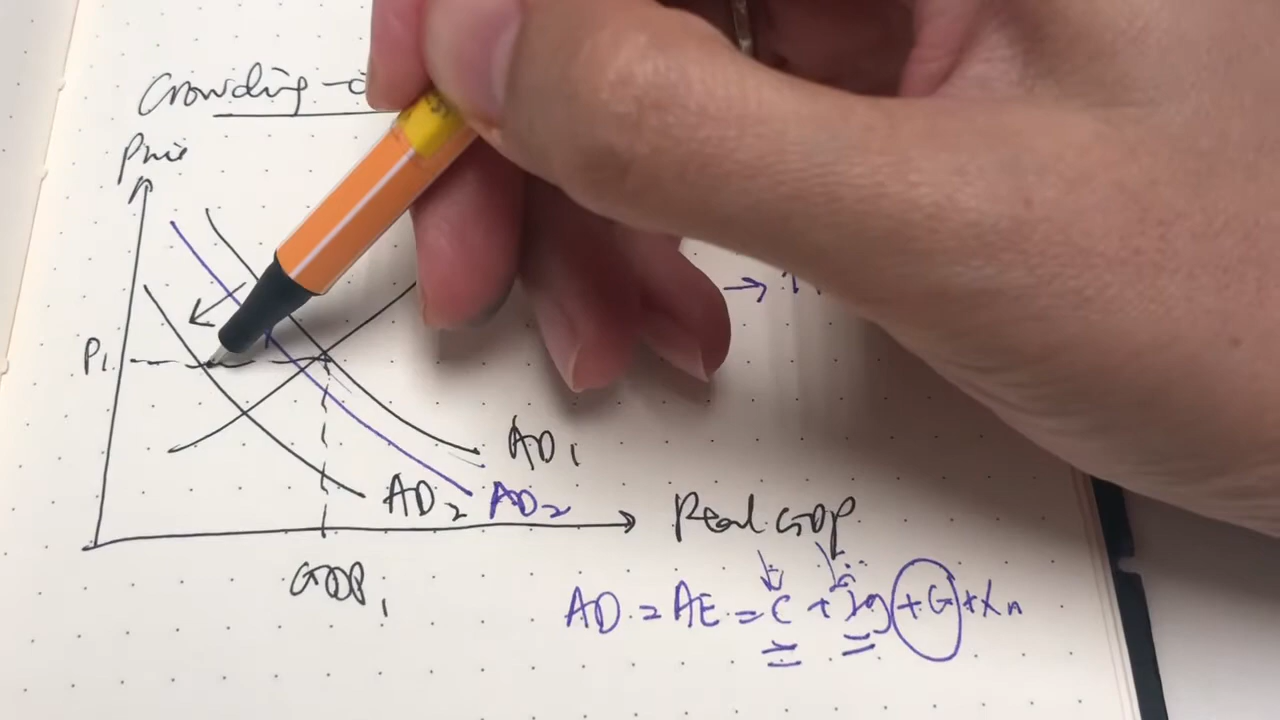 Crowding-o
Price
P1.
AD1
AD2 AD2
Real GDP
GDP1
AD = AE = C + Ig + G + Xn